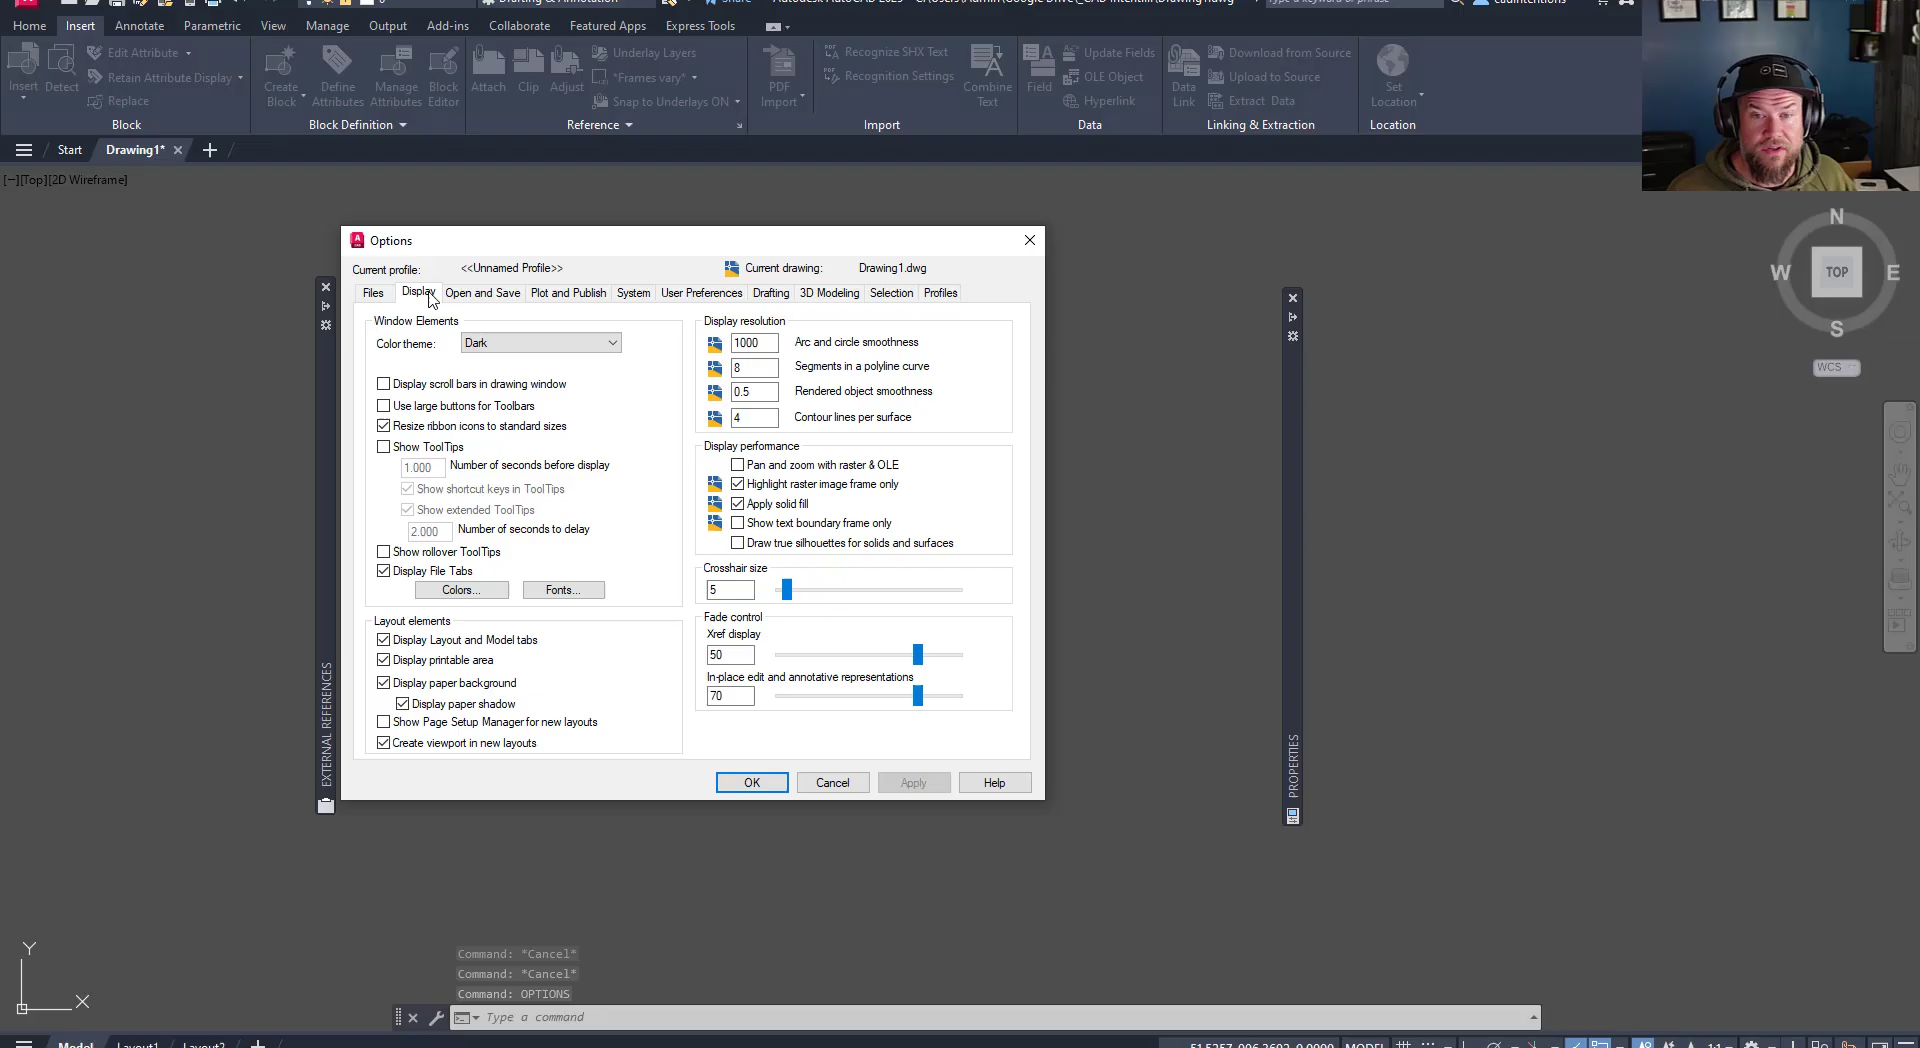 Drafting & Annotation
Share
cadintentions
Home
Insert
Annotate
Parametric
View
Manage
Output
Add-ins
Collaborate
Featured Apps
Express Tools
Insert
Detect
Edit Attribute
Retain Attribute Display
Replace
Block
Create
Block
Define
Attributes
Manage
Attributes
Block
Editor
Block Definition
Attach
Clip
Adjust
Underlay Layers
*Frames vary*
Snap to Underlays ON
Reference
PDF
Import
Recognize SHX Text
Recognition Settings
Combine
Text
Import
Field
Update Fields
OLE Object
Hyperlink
Data
Data
Link
Download from Source
Upload to Source
Extract Data
Linking & Extraction
Set
Location
Location
Start
Drawing1*
[−][Top][2D Wireframe]
N
W
TOP
E
S
WCS
Options
Current profile:
<<Unnamed Profile>>
Current drawing:
Drawing1.dwg
Files
Display
Open and Save
Plot and Publish
System
User Preferences
Drafting
3D Modeling
Selection
Profiles
Window Elements
Color theme:
Dark
Display scroll bars in drawing window
Use large buttons for Toolbars
Resize ribbon icons to standard sizes
Show ToolTips
1.000 Number of seconds before display
Show shortcut keys in ToolTips
Show extended ToolTips
2.000 Number of seconds to delay
Show rollover ToolTips
Display File Tabs
Colors...
Fonts...
Layout elements
Display Layout and Model tabs
Display printable area
Display paper background
Display paper shadow
Show Page Setup Manager for new layouts
Create viewport in new layouts
Display resolution
1000 Arc and circle smoothness
8 Segments in a polyline curve
0.5 Rendered object smoothness
4 Contour lines per surface
Display performance
Pan and zoom with raster & OLE
Highlight raster image frame only
Apply solid fill
Show text boundary frame only
Draw true silhouettes for solids and surfaces
Crosshair size
5
Fade control
Xref display
50
In-place edit and annotative representations
70
OK
Cancel
Apply
Help
EXTERNAL REFERENCES
PROPERTIES
Y
X
Command: *Cancel*
Command: *Cancel*
Command: OPTIONS
Type a command
Model
Layout1
Layout2
MODEL